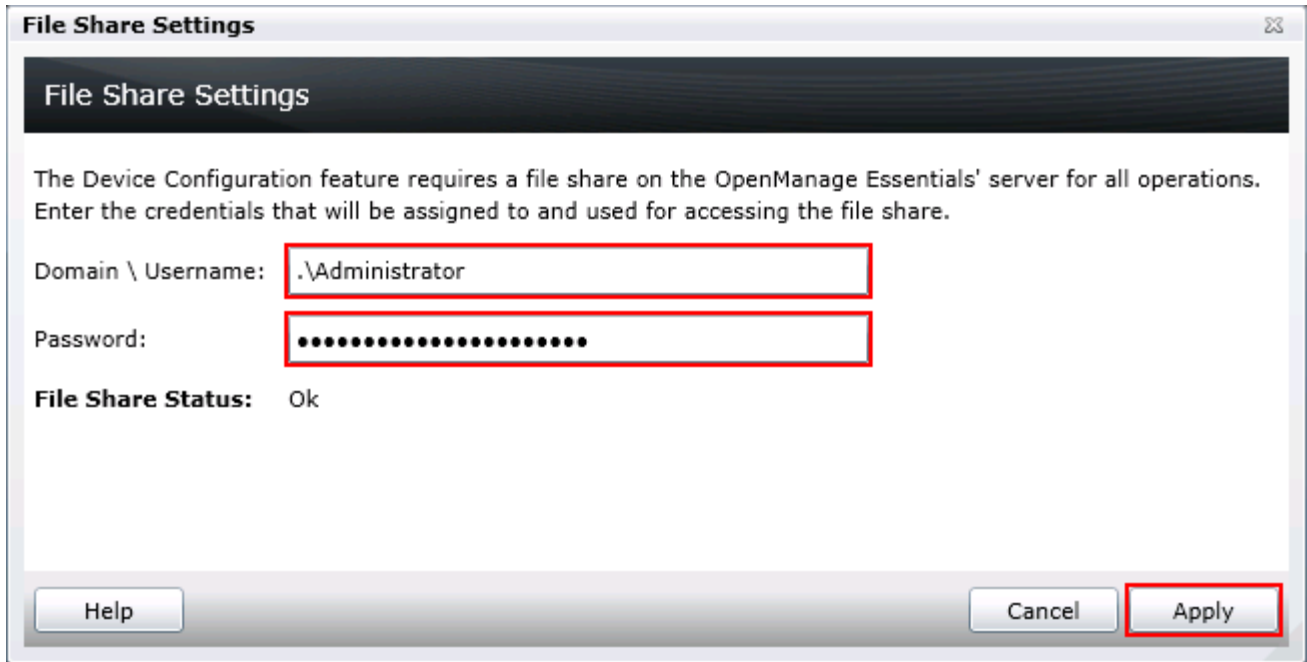 File Share Settings
File Share Settings
The Device Configuration feature requires a file share on the OpenManage Essentials' server for all operations.
Enter the credentials that will be assigned to and used for accessing the file share.
Domain \ Username: .\Administrator
Password: ●●●●●●●●●●●●●●●●●●●●●●
File Share Status: Ok
Help Cancel Apply